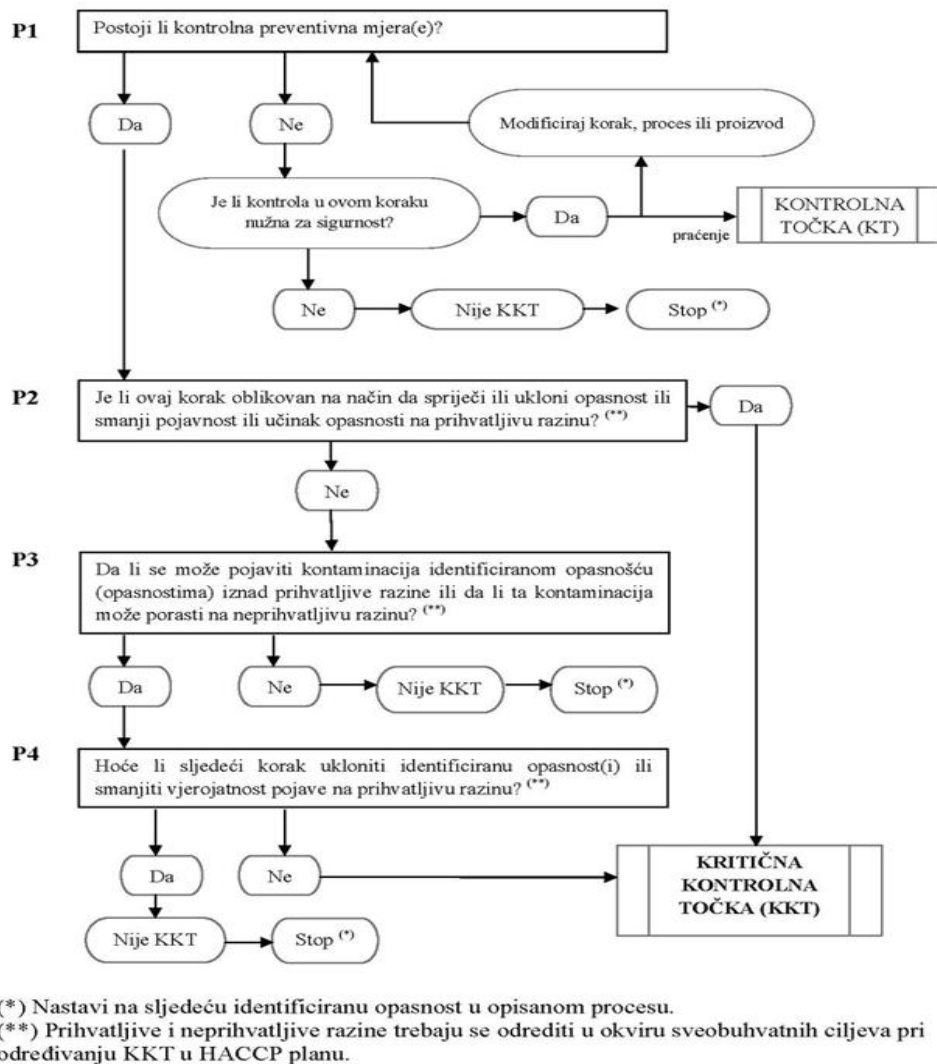 P1
Postoji li kontrolna preventivna mjera(e)?
Da
Ne
Modificiraj korak, proces ili proizvod
Je li kontrola u ovom koraku
nužna za sigurnost?
Da
praćenje
KONTROLNA
TOČKA (KT)
Ne
Nije KKT
Stop (*)
P2
Je li ovaj korak oblikovan na način da spriječi ili ukloni opasnost ili
smanji pojavnost ili učinak opasnosti na prihvatljivu razinu? (**)
Da
Ne
P3
Da li se može pojaviti kontaminacija identificiranom opasnošću
(opasnostima) iznad prihvatljive razine ili da li ta kontaminacija
može porasti na neprihvatljivu razinu? (**)
Da
Ne
Nije KKT
Stop (*)
P4
Hoće li sljedeći korak ukloniti identificiranu opasnost(i) ili
smanjiti vjerojatnost pojave na prihvatljivu razinu? (**)
Da
Ne
KRITIČNA
KONTROLNA
TOČKA (KKT)
Nije KKT
Stop (*)
(*) Nastavi na sljedeću identificiranu opasnost u opisanom procesu.
(**) Prihvatljive i neprihvatljive razine trebaju se odrediti u okviru sveobuhvatnih ciljeva pri
određivanju KKT u HACCP planu.